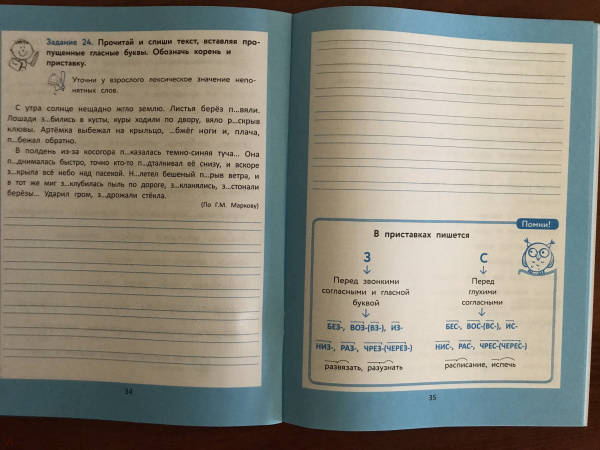 Задание 24. Прочитай и спиши текст, вставляя про-
пущенные гласные буквы. Обозначь корень и
приставку.
Уточни у взрослого лексическое значение непо-
нятных слов.
С утра солнце нещадно жгло землю. Листья берёз п...вяли.
Лошади з...бились в кусты, куры ходили по двору, вяло р...скрыв
клювы. Артёмка выбежал на крыльцо, ...бжёг ноги и, плача,
п...бежал обратно.
В полдень из-за косогора п...казалась темно-синяя туча... Она
п...днималась быстро, точно кто-то п...дталкивал её снизу, и вскоре
з...крыла всё небо над пасекой. Н...летел бешеный п...рыв ветра, и
в тот же миг з...клубилась пыль по дороге, з...кланялись, з...стонали
берёзы... Ударил гром, з...дрожали стёкла.
(По Г.М. Маркову)
34
Помни!
В приставках пишется
З С
Перед звонкими Перед
согласными и гласной глухими
буквой согласными
БЕЗ-, ВОЗ-(ВЗ-), ИЗ- БЕС-, ВОС-(ВС-), ИС-
НИЗ-, РАЗ-, ЧРЕЗ-(ЧЕРЕЗ-) НИС-, РАС-, ЧРЕС-(ЧЕРЕС-)
развязать, разузнать расписание, испечь
35